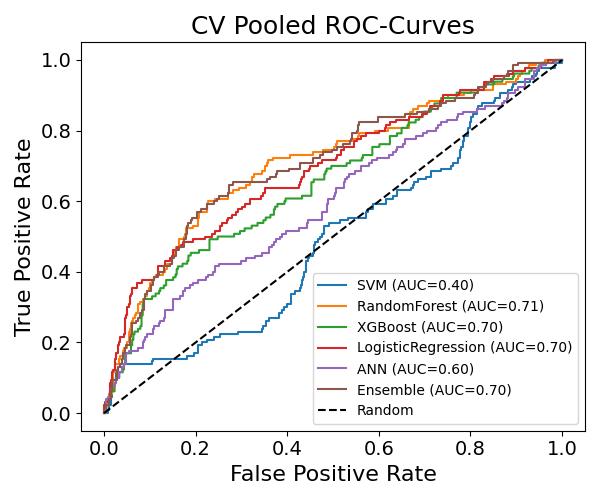 CV Pooled ROC-Curves
True Positive Rate
1.0
0.8
0.6
0.4
0.2
0.0
SVM (AUC=0.40)
RandomForest (AUC=0.71)
XGBoost (AUC=0.70)
LogisticRegression (AUC=0.70)
ANN (AUC=0.60)
Ensemble (AUC=0.70)
Random
0.0 0.2 0.4 0.6 0.8 1.0
False Positive Rate